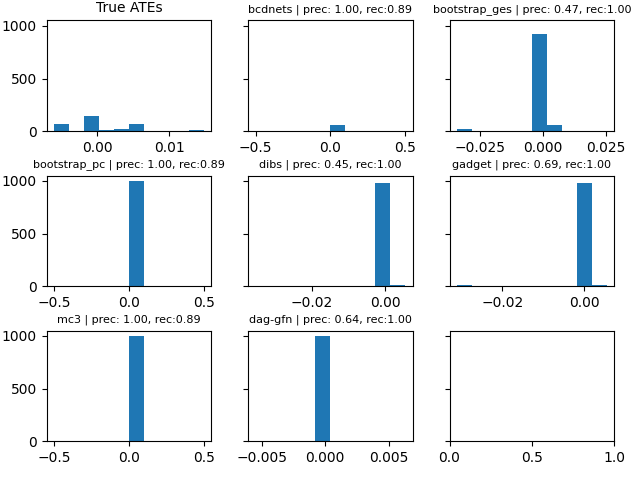 True ATEs
bcdnets | prec: 1.00, rec:0.89
bootstrap_ges | prec: 0.47, rec:1.00
1000
500
0
0.00 0.01
−0.5 0.0 0.5
−0.025 0.000 0.025
bootstrap_pc | prec: 1.00, rec:0.89
dibs | prec: 0.45, rec:1.00
gadget | prec: 0.69, rec:1.00
1000
500
0
−0.5 0.0 0.5
−0.02 0.00
−0.02 0.00
mc3 | prec: 1.00, rec:0.89
dag-gfn | prec: 0.64, rec:1.00
1000
500
0
−0.5 0.0 0.5
−0.005 0.000 0.005
0.0 0.5 1.0